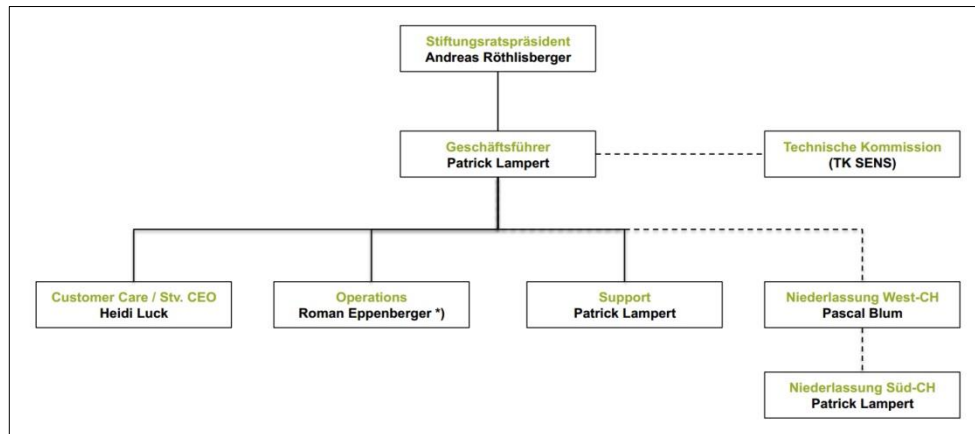 Stiftungsratspräsident
Andreas Röthlisberger
Geschäftsführer
Patrick Lampert
Technische Kommission
(TK SENS)
Customer Care / Stv. CEO
Heidi Luck
Operations
Roman Eppenberger *)
Support
Patrick Lampert
Niederlassung West-CH
Pascal Blum
Niederlassung Süd-CH
Patrick Lampert